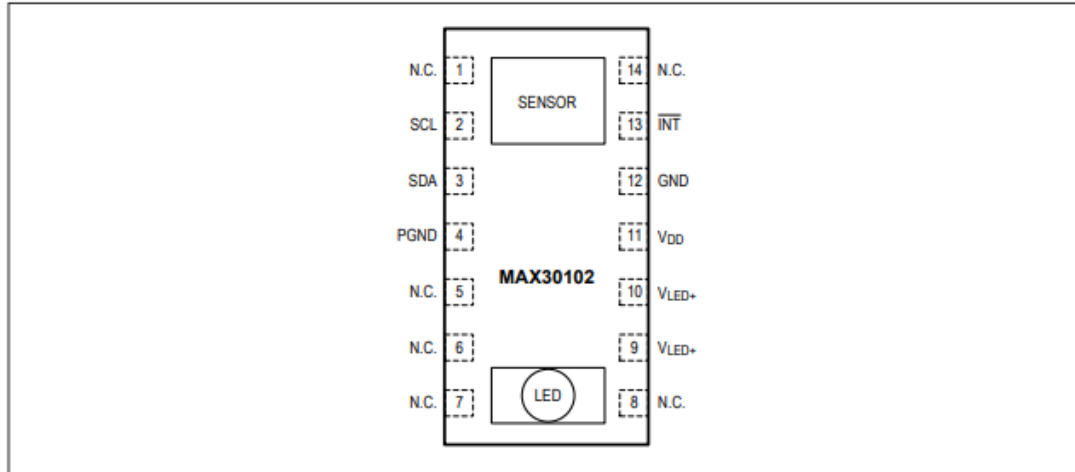 N.C. 1 SENSOR 14 N.C.
SCL 2 13 I̅N̅T̅
SDA 3 12 GND
PGND 4 11 VDD
MAX30102
N.C. 5 10 VLED+
N.C. 6 9 VLED+
N.C. 7 LED 8 N.C.